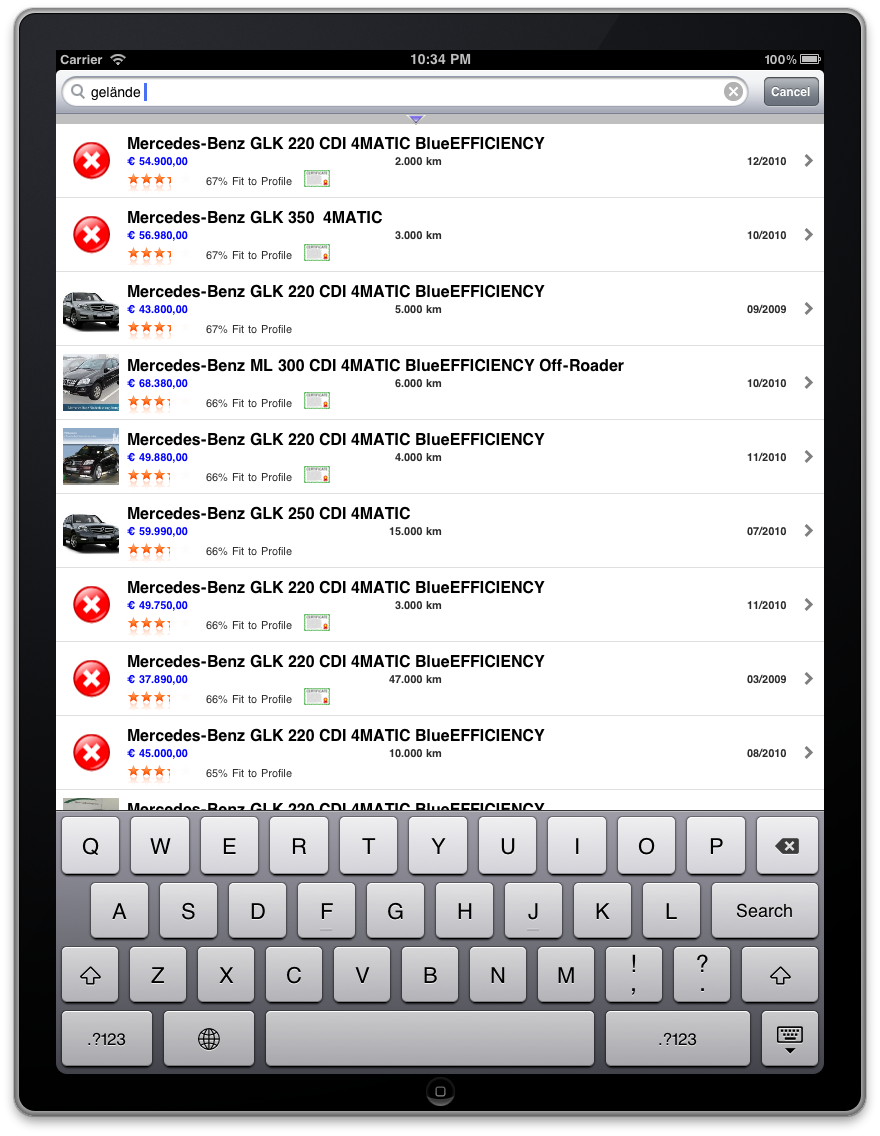 Carrier 10:34 PM 100%
gelände Cancel
Mercedes-Benz GLK 220 CDI 4MATIC BlueEFFICIENCY
€ 54.900,00 2.000 km 12/2010
67% Fit to Profile
Mercedes-Benz GLK 350 4MATIC
€ 56.980,00 3.000 km 10/2010
67% Fit to Profile
Mercedes-Benz GLK 220 CDI 4MATIC BlueEFFICIENCY
€ 43.800,00 5.000 km 09/2009
67% Fit to Profile
Mercedes-Benz ML 300 CDI 4MATIC BlueEFFICIENCY Off-Roader
€ 68.380,00 6.000 km 10/2010
66% Fit to Profile
Mercedes-Benz GLK 220 CDI 4MATIC BlueEFFICIENCY
€ 49.880,00 4.000 km 11/2010
66% Fit to Profile
Mercedes-Benz GLK 250 CDI 4MATIC
€ 59.990,00 15.000 km 07/2010
66% Fit to Profile
Mercedes-Benz GLK 220 CDI 4MATIC BlueEFFICIENCY
€ 49.750,00 3.000 km 11/2010
66% Fit to Profile
Mercedes-Benz GLK 220 CDI 4MATIC BlueEFFICIENCY
€ 37.890,00 47.000 km 03/2009
66% Fit to Profile
Mercedes-Benz GLK 220 CDI 4MATIC BlueEFFICIENCY
€ 45.000,00 10.000 km 08/2010
65% Fit to Profile
Mercedes-Benz GLK 220 CDI 4MATIC BlueEFFICIENCY
Q W E R T Y U I O P
A S D F G H J K L Search
Z X C V B N M ! , ? .
.?123 .?123